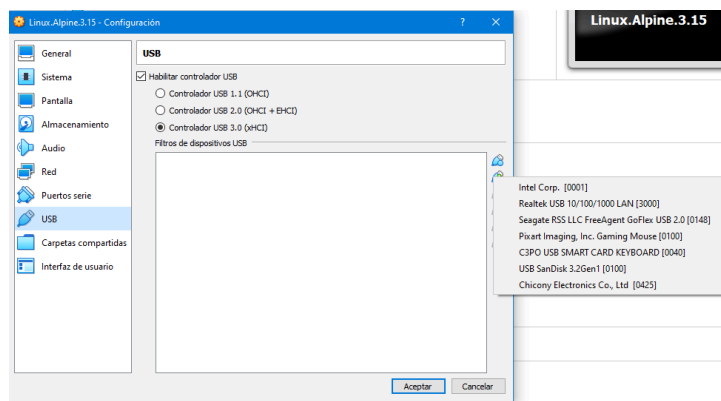 Linux.Alpine.3.15 - Configuración
? ×
Linux.Alpine.3.15
General
Sistema
Pantalla
Almacenamiento
Audio
Red
Puertos serie
USB
Carpetas compartidas
Interfaz de usuario
USB
Habilitar controlador USB
Controlador USB 1.1 (OHCI)
Controlador USB 2.0 (OHCI + EHCI)
Controlador USB 3.0 (xHCI)
Filtros de dispositivos USB
Intel Corp. [0001]
Realtek USB 10/100/1000 LAN [3000]
Seagate RSS LLC FreeAgent GoFlex USB 2.0 [0148]
Pixart Imaging, Inc. Gaming Mouse [0100]
C3PO USB SMART CARD KEYBOARD [0040]
USB SanDisk 3.2Gen1 [0100]
Chicony Electronics Co., Ltd [0425]
Aceptar
Cancelar